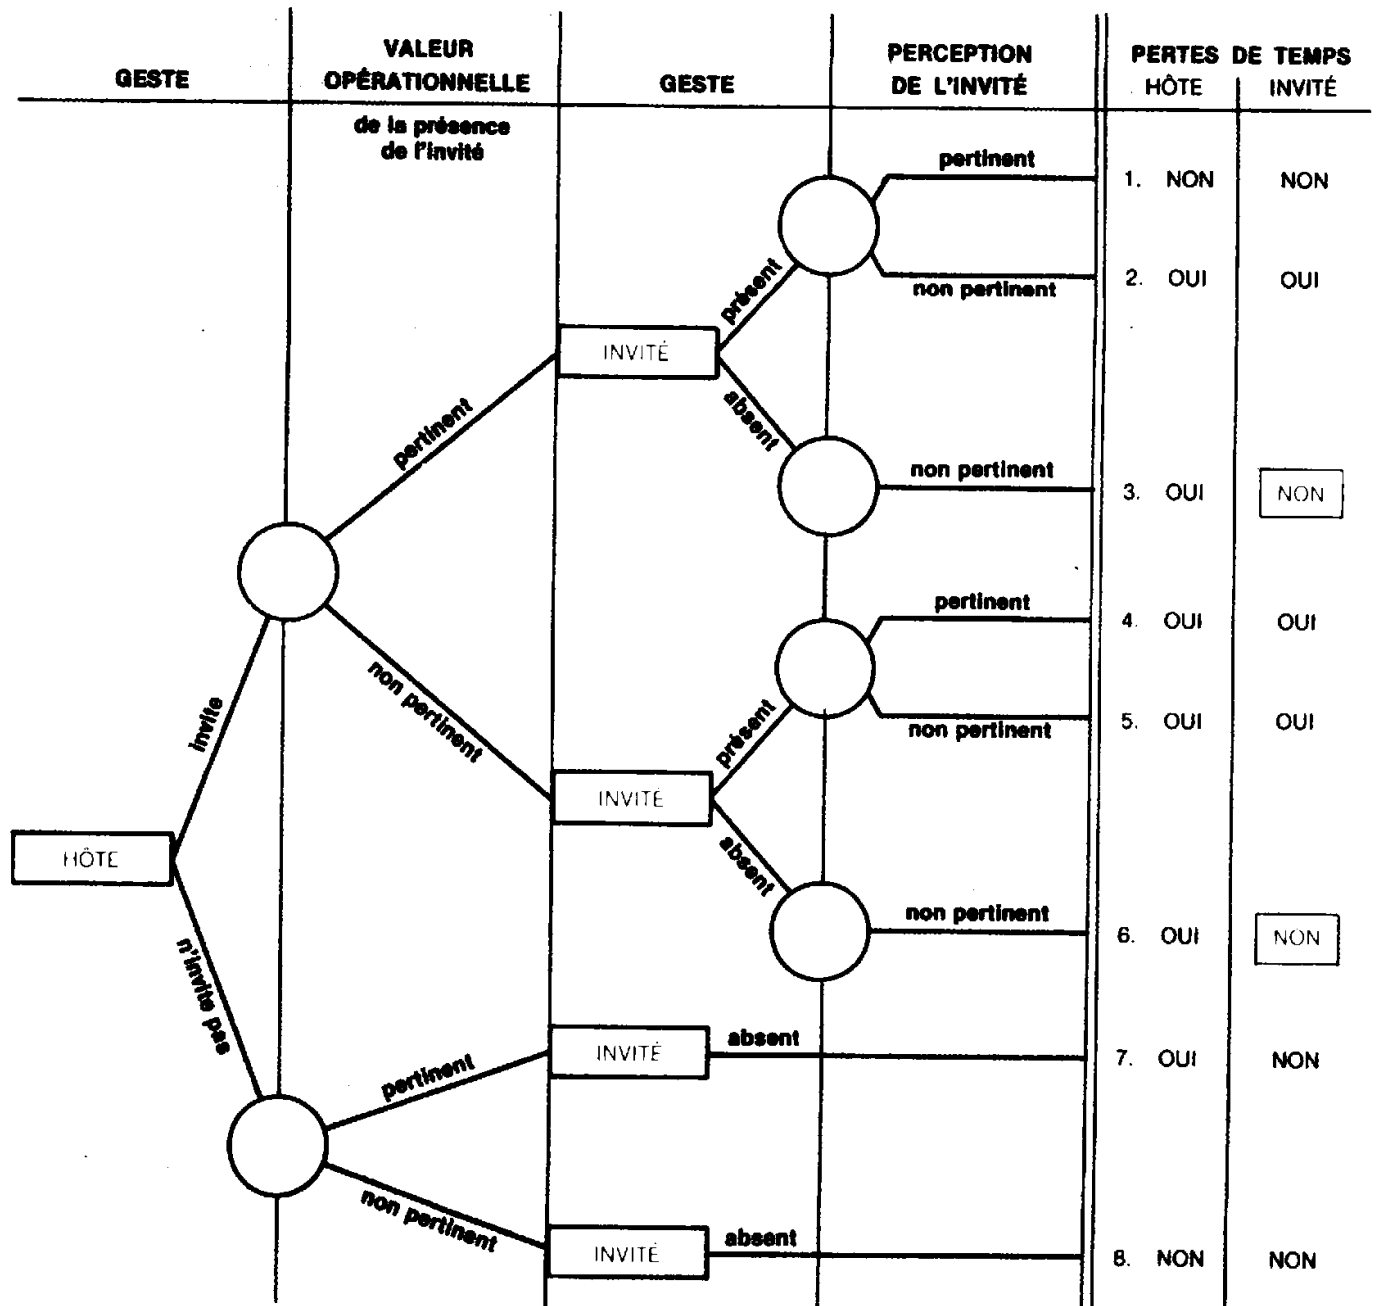 GESTE
VALEUR
OPÉRATIONNELLE
de la présence
de l'invité
GESTE
PERCEPTION
DE L'INVITÉ
PERTES DE TEMPS
HÔTE INVITÉ
pertinent
1. NON NON
présent
non pertinent
2. OUI OUI
INVITÉ
absent
pertinent
non pertinent
3. OUI NON
pertinent
4. OUI OUI
non pertinent
invite
présent
non pertinent
5. OUI OUI
INVITÉ
HÔTE
absent
non pertinent
6. OUI NON
n'invite pas
INVITÉ
absent
7. OUI NON
pertinent
non pertinent
INVITÉ
absent
8. NON NON